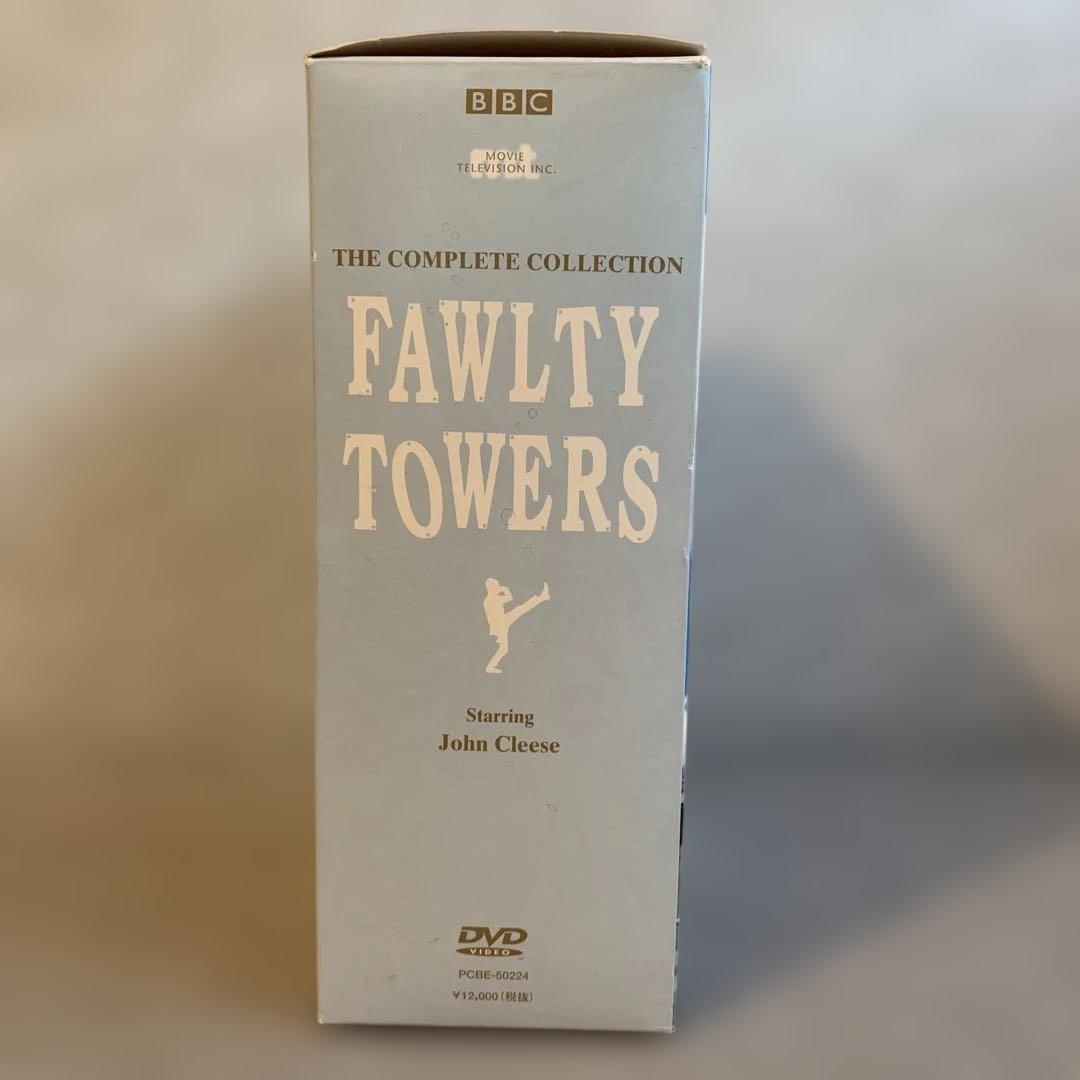 BBC
mt
MOVIE
TELEVISION INC.
THE COMPLETE COLLECTION
FAWLTY
TOWERS
Starring
John Cleese
DVD
VIDEO
PCBE-50224
¥12,000(税抜)